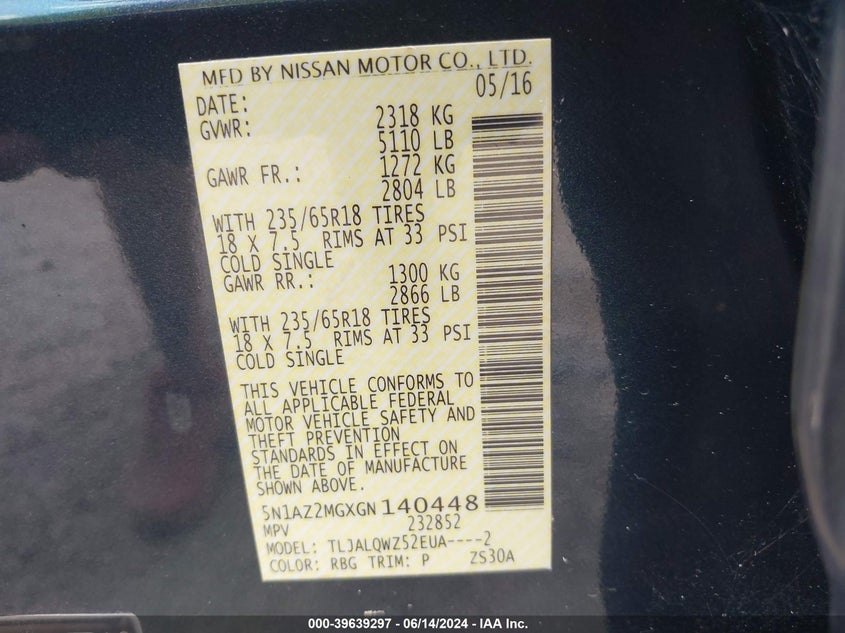 MFD BY NISSAN MOTOR CO., LTD.
DATE: 05/16
GVWR: 2318 KG
5110 LB
GAWR FR.: 1272 KG
2804 LB
WITH 235/65R18 TIRES
18 X 7.5 RIMS AT 33 PSI
COLD SINGLE
GAWR RR.: 1300 KG
2866 LB
WITH 235/65R18 TIRES
18 X 7.5 RIMS AT 33 PSI
COLD SINGLE
THIS VEHICLE CONFORMS TO
ALL APPLICABLE FEDERAL
MOTOR VEHICLE SAFETY AND
THEFT PREVENTION
STANDARDS IN EFFECT ON
THE DATE OF MANUFACTURE
SHOWN ABOVE.
5N1AZ2MGXGN140448
MPV 232852
MODEL: TLJALQWZ52EUA----2
COLOR: RBG TRIM: P ZS30A
000-39639297 - 06/14/2024 - IAA Inc.